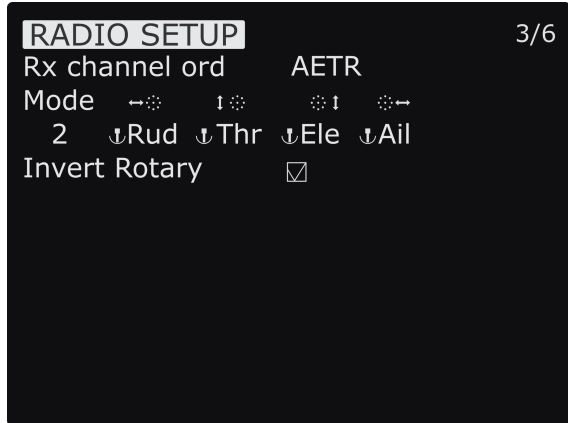 RADIO SETUP 3/6
Rx channel ord AETR
Mode
2 Rud Thr Ele Ail
Invert Rotary